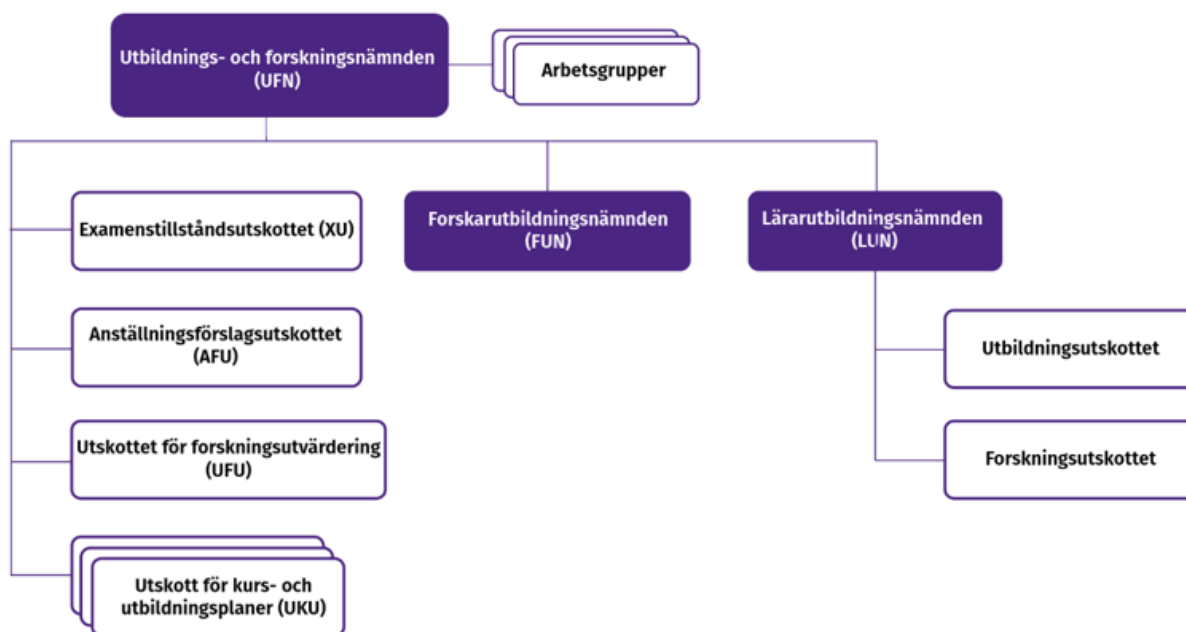 Utbildnings- och forskningsnämnden
(UFN)
Arbetsgrupper
Examenstillståndsutskottet (XU)
Forskarutbildningsnämnden
(FUN)
Lärarutbildningsnämnden
(LUN)
Anställningsförslagsutskottet
(AFU)
Utbildningsutskottet
Utskottet för forskningsutvärdering
(UFU)
Forskningsutskottet
Utskott för kurs- och
utbildningsplaner (UKU)